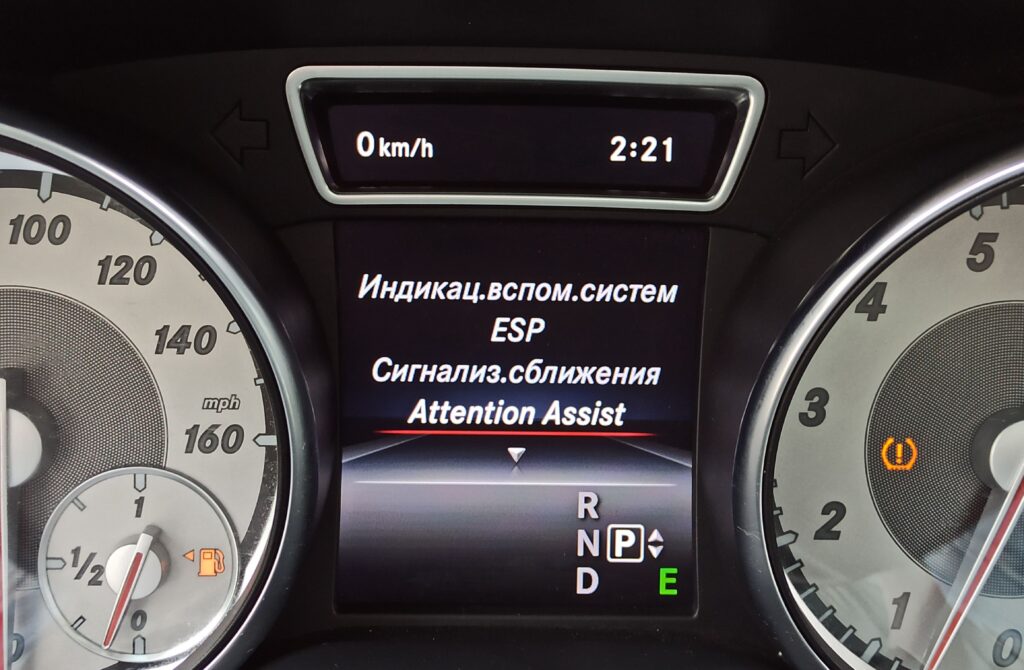 0 km/h 2:21
Индикац.вспом.систем
ESP
Сигнализ.сближения
Attention Assist
R
N P
D E
100
120
140
mph
160
1
1/2
0
5
4
3
2
1
0